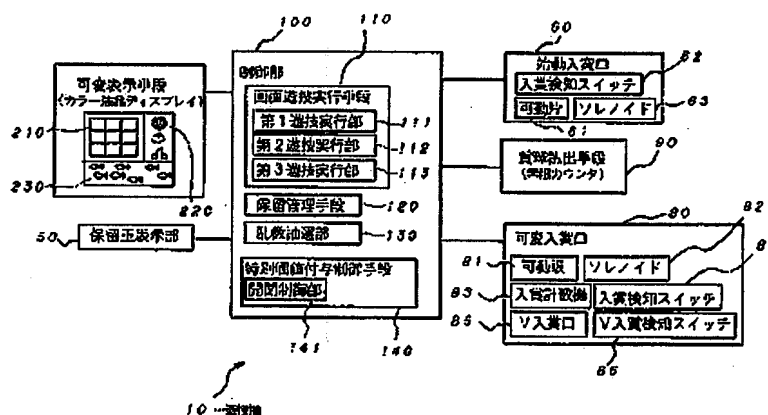 100
110
制御部
画面遊技実行手段
第1遊技実行部
111
第2遊技実行部
112
第3遊技実行部
113
保留管理手段
120
乱数抽選部
130
特別価値付与制御手段
開閉制御部
141
140
可変表示手段
(カラー液晶ディスプレイ)
210
230
220
50
保留玉表示部
60
始動入賞口
62
入賞検知スイッチ
可動片
ソレノイド
63
61
賞球払出手段
90
80
可変入賞口
82
81
可動板
ソレノイド
8
83
入賞計数機
入賞検知スイッチ
V入賞口
V入賞検知スイッチ
10…遊技機